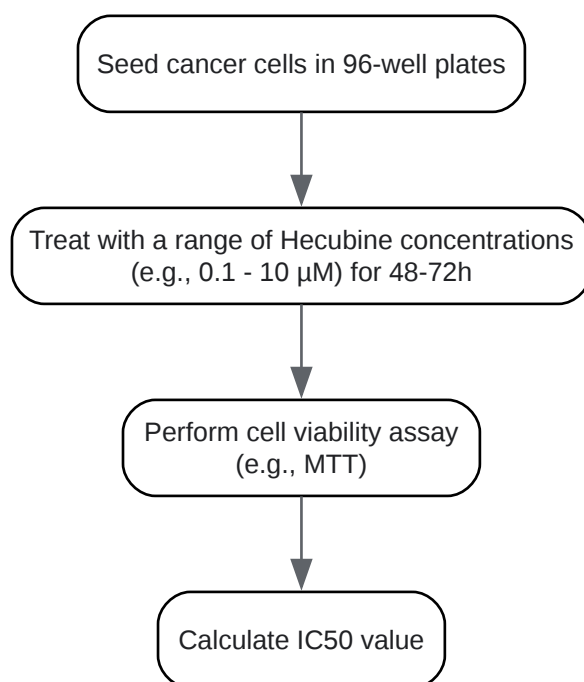 Seed cancer cells in 96-well plates
Treat with a range of Hecubine concentrations
(e.g., 0.1 - 10 µM) for 48-72h
Perform cell viability assay
(e.g., MTT)
Calculate IC50 value